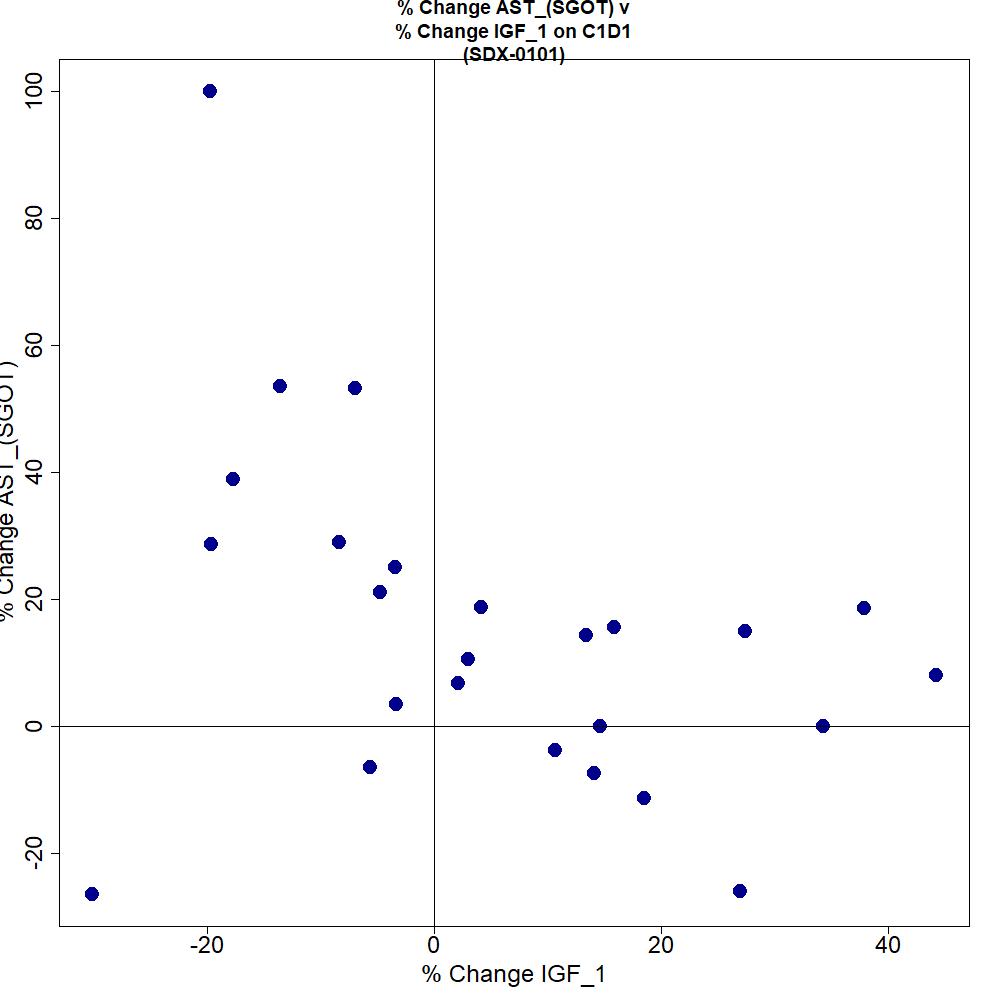 % Change AST_(SGOT) v
% Change IGF_1 on C1D1
(SDX-0101)
% Change AST_(SGOT)
100
80
60
40
20
0
-20
-20
0
20
40
% Change IGF_1